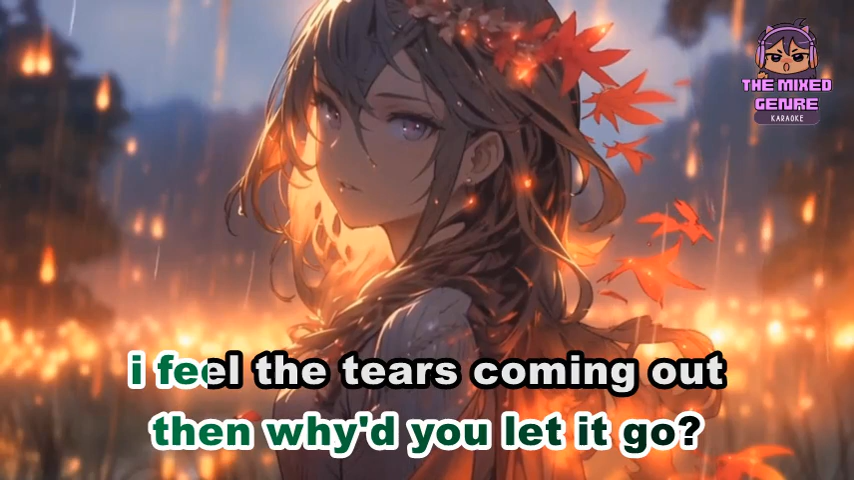 THE MIXED
GENRE
KARAOKE
i feel the tears coming out
then why'd you let it go?